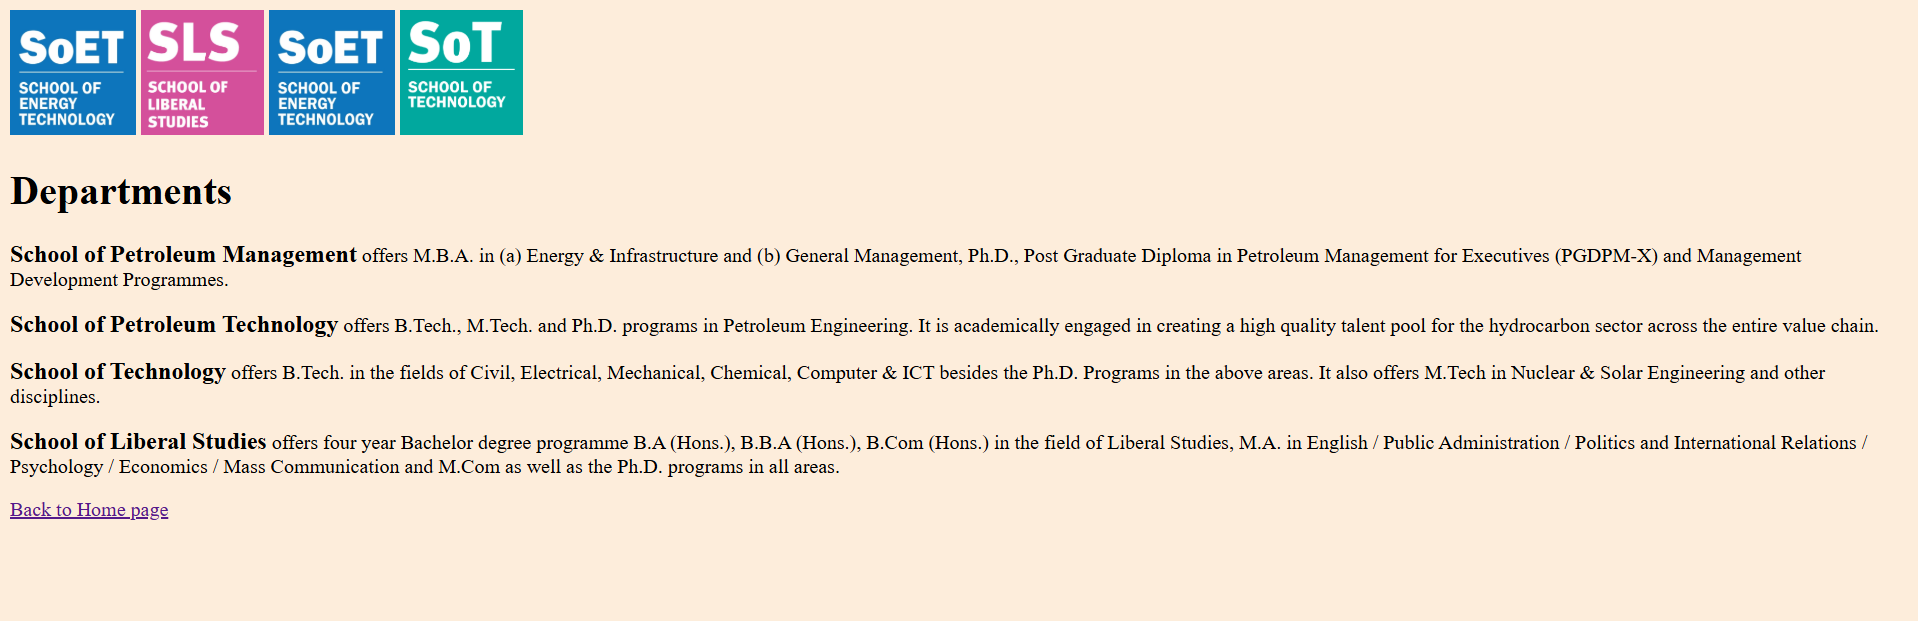 SoET
SCHOOL OF
ENERGY
TECHNOLOGY
SLS
SCHOOL OF
LIBERAL
STUDIES
SoET
SCHOOL OF
ENERGY
TECHNOLOGY
SoT
SCHOOL OF
TECHNOLOGY
Departments
School of Petroleum Management offers M.B.A. in (a) Energy & Infrastructure and (b) General Management, Ph.D., Post Graduate Diploma in Petroleum Management for Executives (PGDPM-X) and Management
Development Programmes.
School of Petroleum Technology offers B.Tech., M.Tech. and Ph.D. programs in Petroleum Engineering. It is academically engaged in creating a high quality talent pool for the hydrocarbon sector across the entire value chain.
School of Technology offers B.Tech. in the fields of Civil, Electrical, Mechanical, Chemical, Computer & ICT besides the Ph.D. Programs in the above areas. It also offers M.Tech in Nuclear & Solar Engineering and other
disciplines.
School of Liberal Studies offers four year Bachelor degree programme B.A (Hons.), B.B.A (Hons.), B.Com (Hons.) in the field of Liberal Studies, M.A. in English / Public Administration / Politics and International Relations /
Psychology / Economics / Mass Communication and M.Com as well as the Ph.D. programs in all areas.
Back to Home page